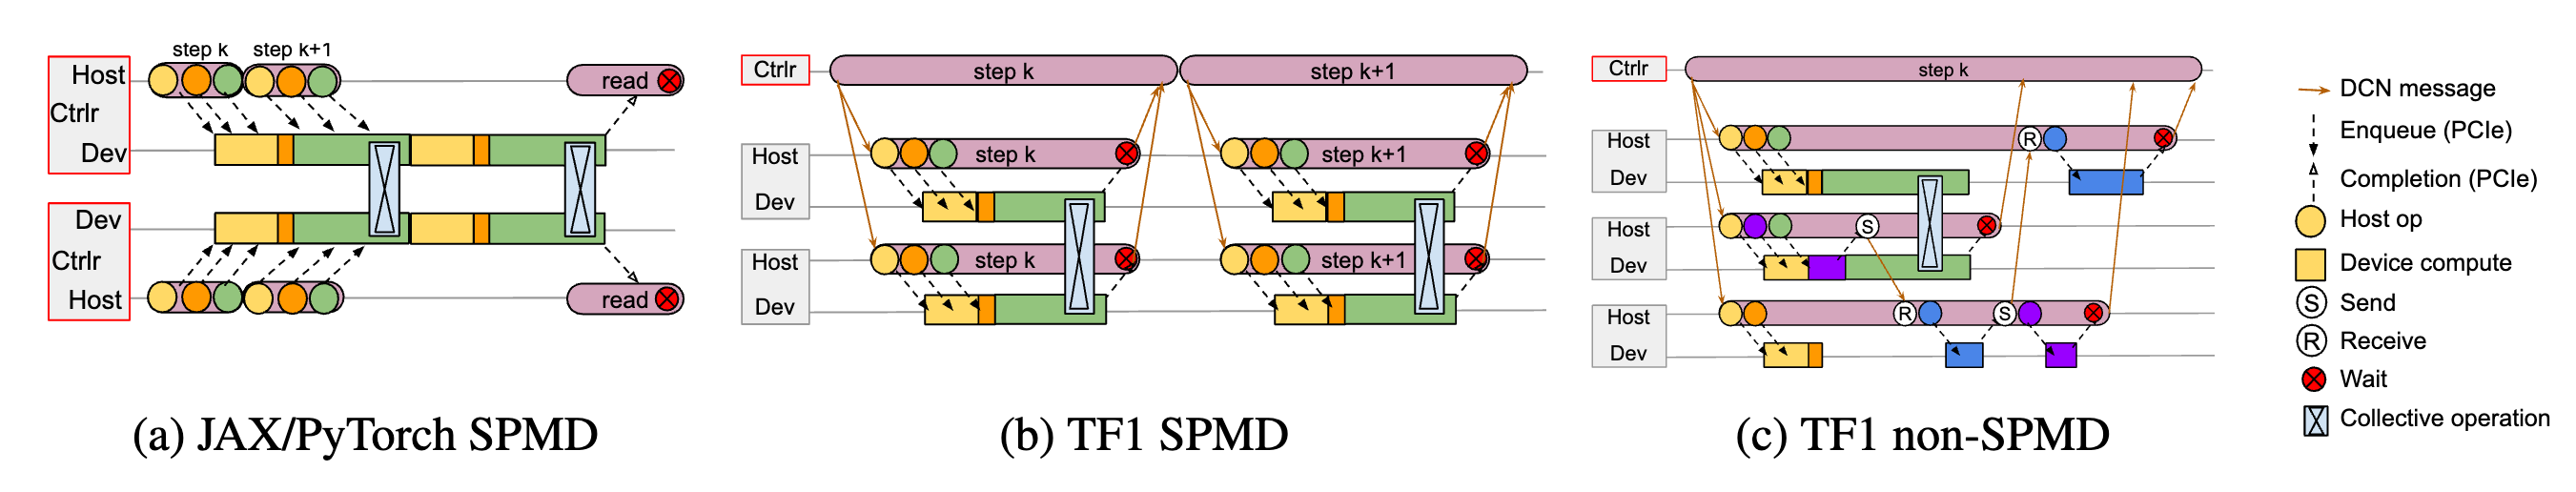 step k step k+1
Host
Ctrlr
Dev
read
Dev
Ctrlr
Host
read
(a) JAX/PyTorch SPMD
Ctrlr
step k
step k+1
Host
step k
step k+1
Dev
Host
step k
step k+1
Dev
(b) TF1 SPMD
Ctrlr
step k
Host
R
Dev
Host
S
Dev
Host
R
S
Dev
(c) TF1 non-SPMD
DCN message
Enqueue (PCIe)
Completion (PCIe)
Host op
Device compute
S Send
R Receive
Wait
Collective operation